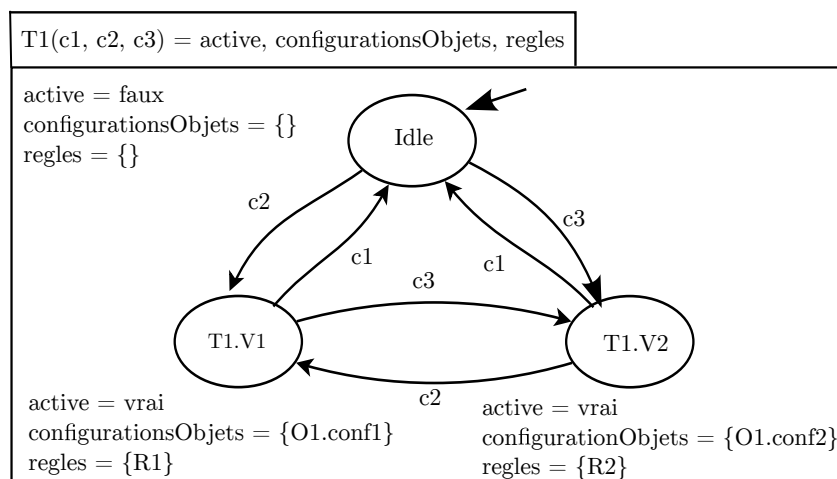 T1(c1, c2, c3) = active, configurationsObjets, regles
active = faux
configurationsObjets = {}
regles = {}
Idle
c2
c1
c3
c1
c3
T1.V1
T1.V2
c2
active = vrai
configurationsObjets = {O1.conf1}
regles = {R1}
active = vrai
configurationObjets = {O1.conf2}
regles = {R2}